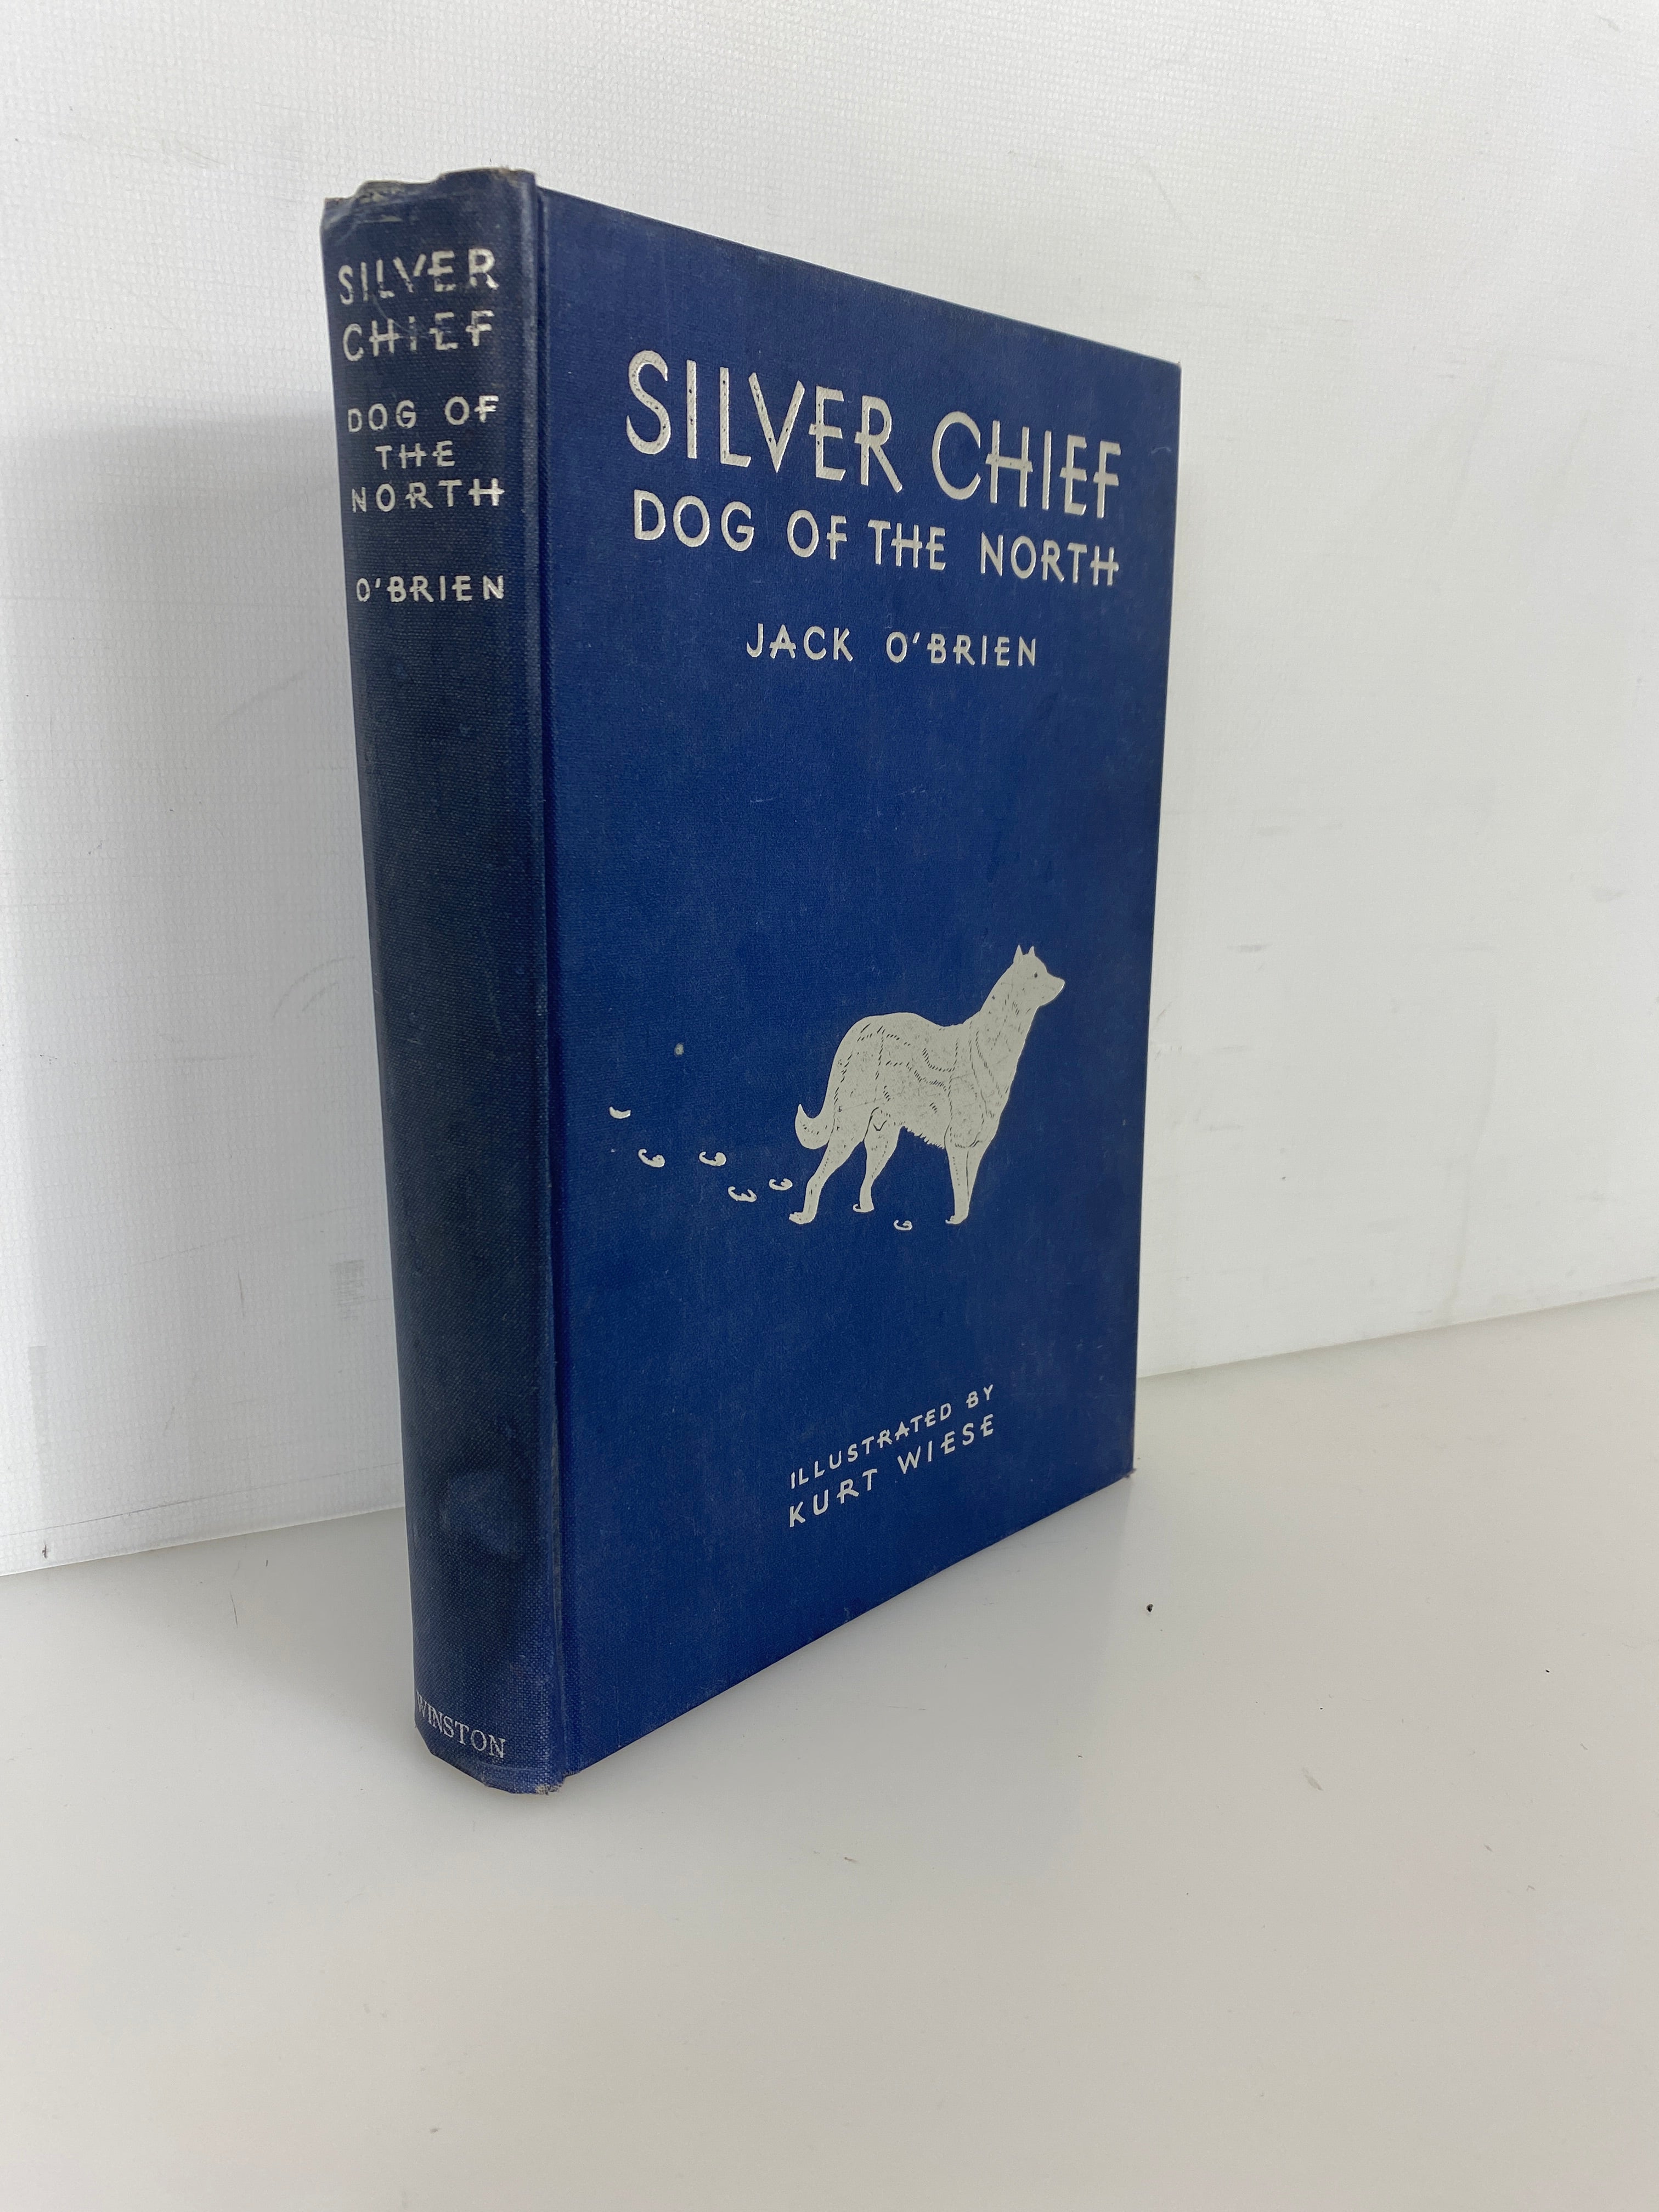 SILVER
CHIEF
DOG OF
THE
NORTH
O'BRIEN
WINSTON
SILVER CHIEF
DOG OF THE NORTH
JACK O'BRIEN
ILLUSTRATED BY
KURT WIESE